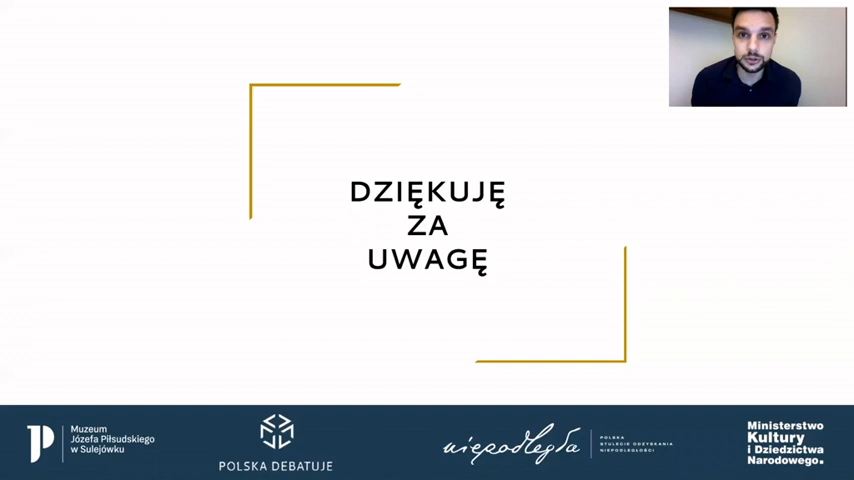 DZIĘKUJĘ
ZA
UWAGĘ
Muzeum
Józefa Piłsudskiego
w Sulejówku
POLSKA DEBATUJE
niepodległa
POLSKA
STULECIE ODZYSKANIA
NIEPODLEGŁOŚCI
Ministerstwo
Kultury
i Dziedzictwa
Narodowego.